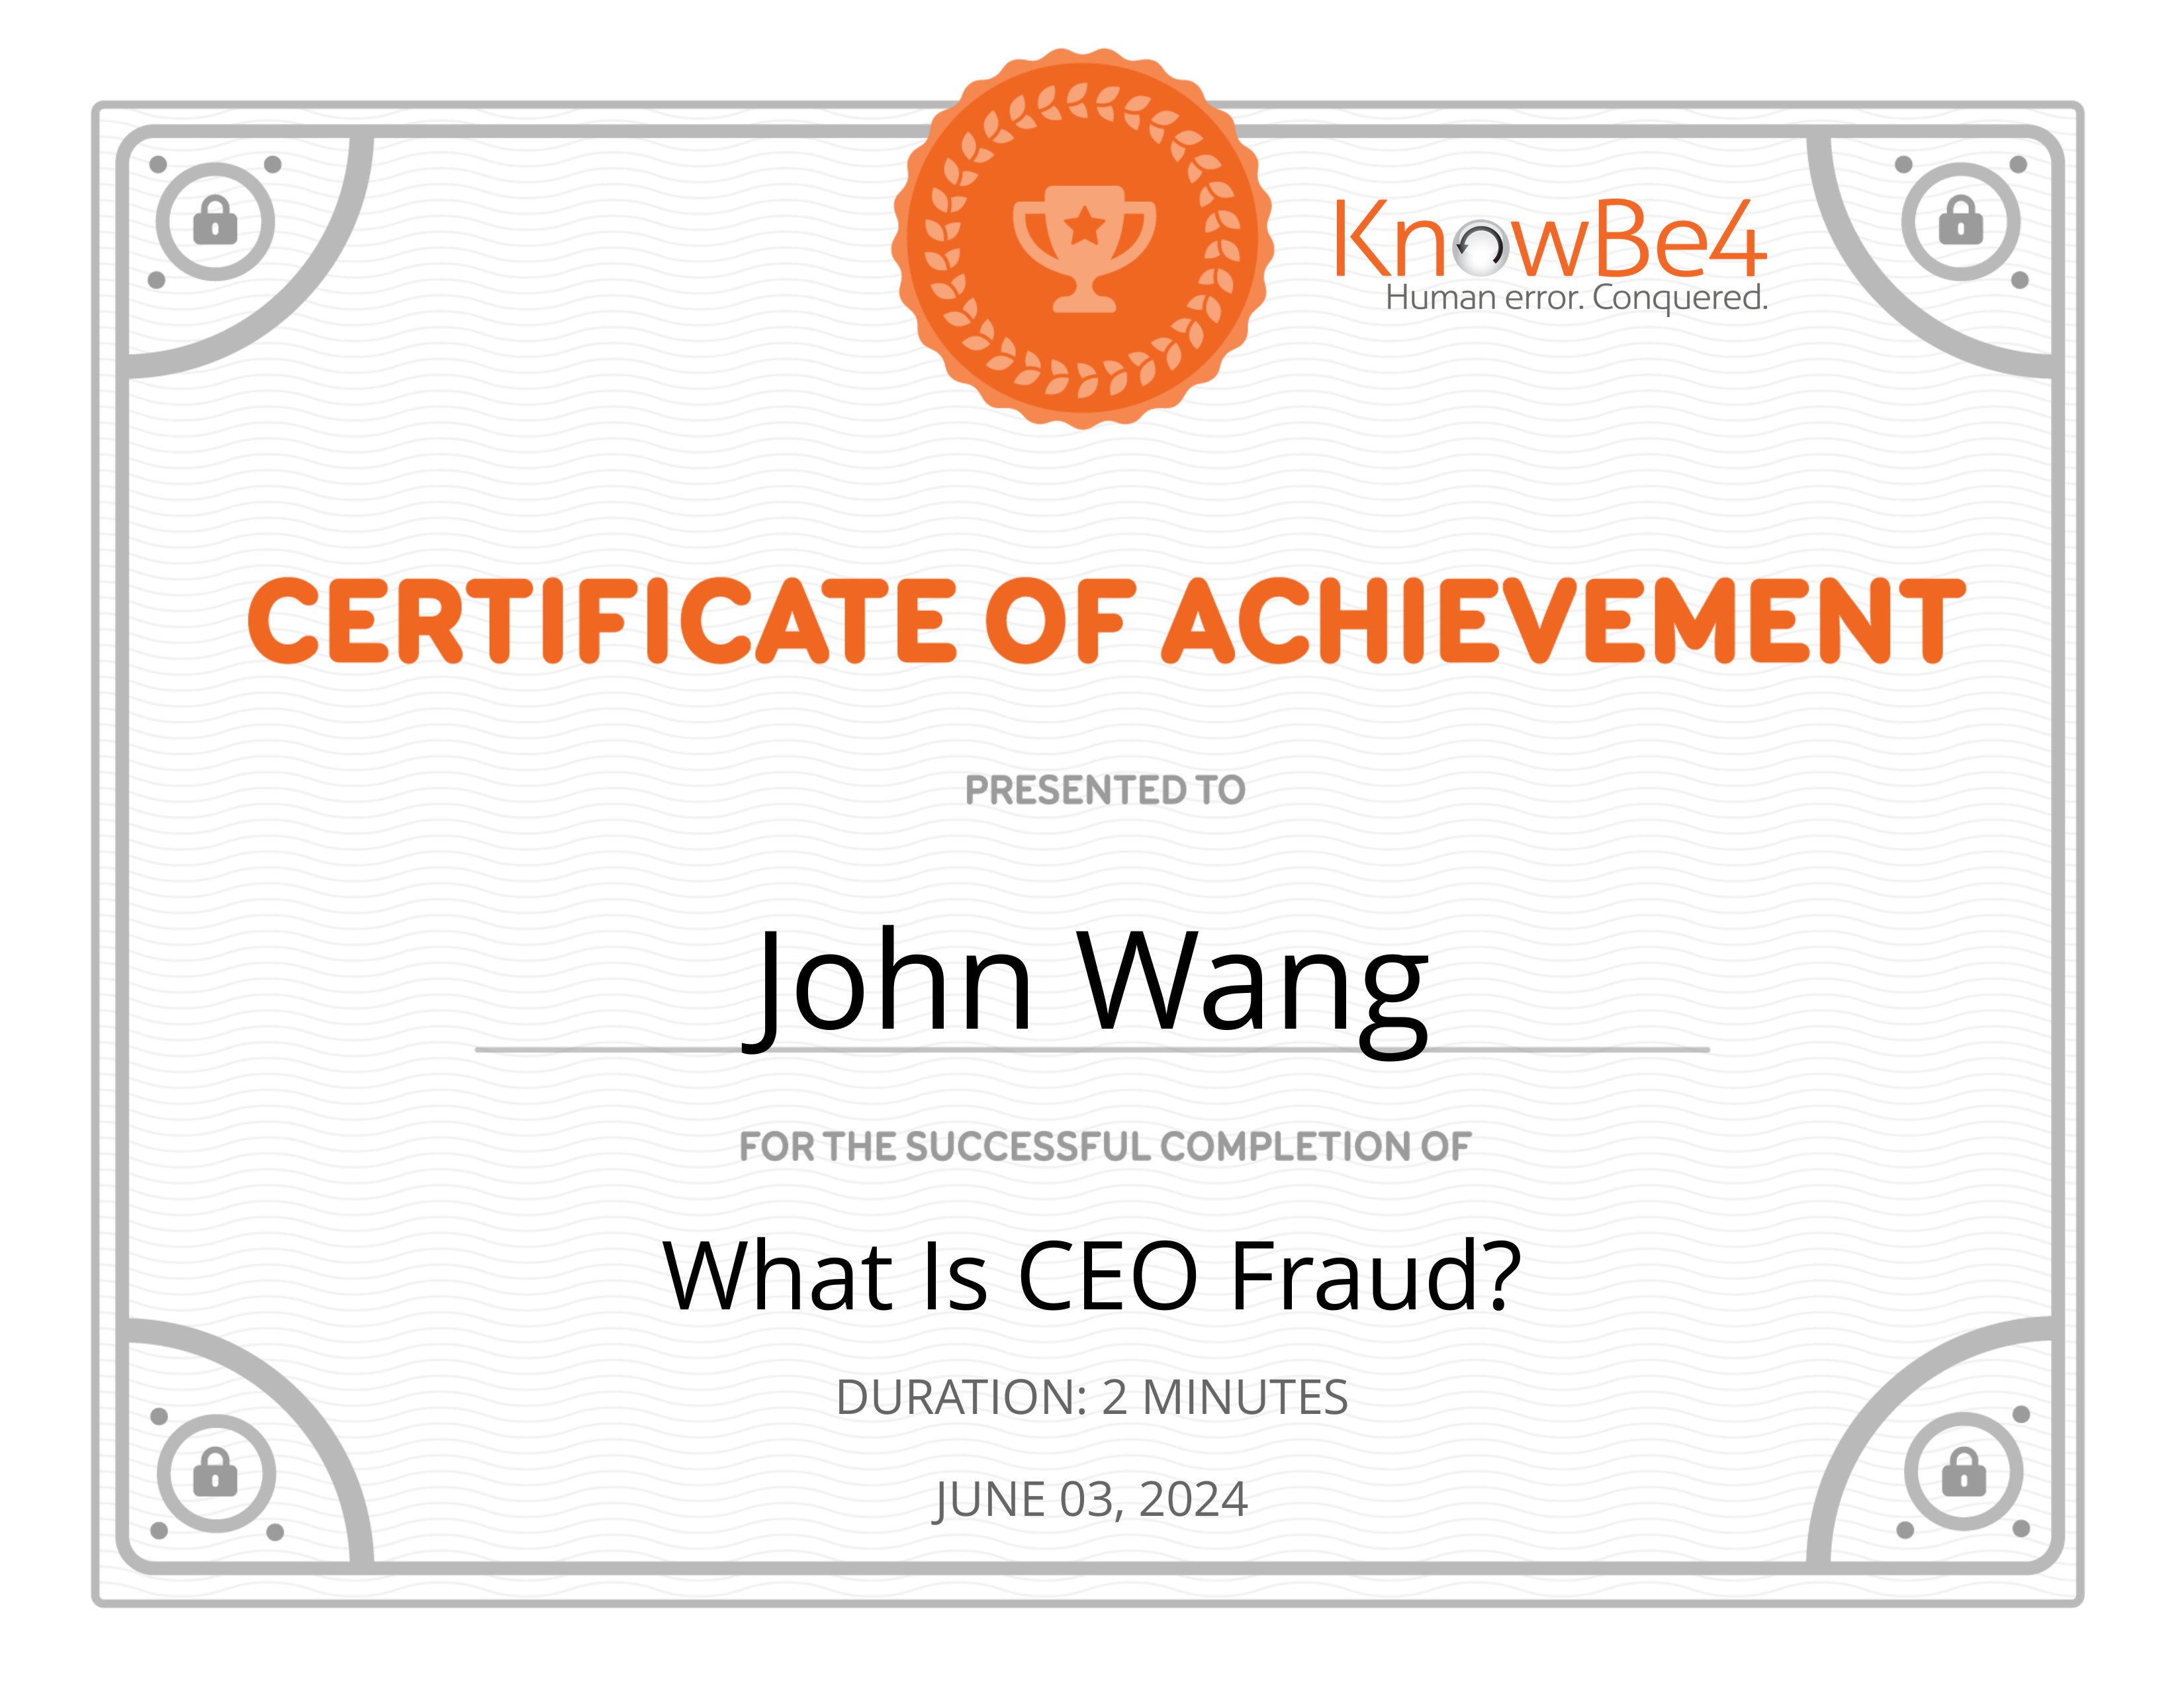 KnowBe4
Human error. Conquered.
CERTIFICATE OF ACHIEVEMENT
PRESENTED TO
John Wang
FOR THE SUCCESSFUL COMPLETION OF
What Is CEO Fraud?
DURATION: 2 MINUTES
JUNE 03, 2024